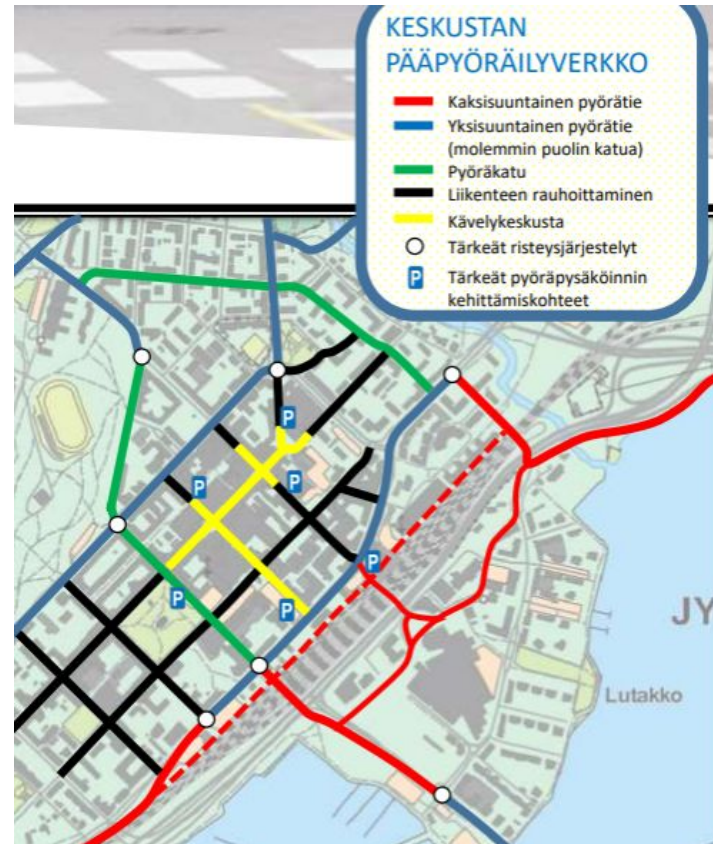 KESKUSTAN
PÄÄPYÖRÄILYVERKKO
Kaksisuuntainen pyörätie
Yksisuuntainen pyörätie
(molemmin puolin katua)
Pyöräkatu
Liikenteen rauhoittaminen
Kävelykeskusta
Tärkeät risteysjärjestelyt
P Tärkeät pyöräpysäköinnin
kehittämiskohteet
P
P
P
P
P
P
JY
Lutakko